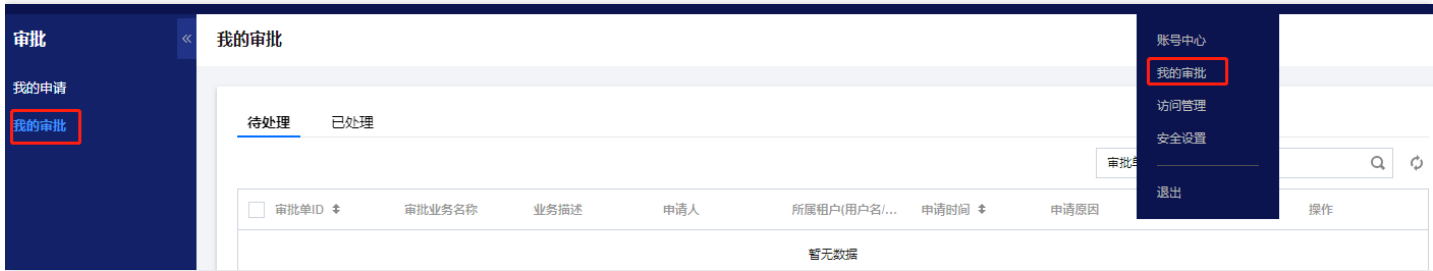 审批
«
我的申请
我的审批
我的审批
待处理 已处理
审批单ID 审批业务名称 业务描述 申请人 所属租户(用户名/... 申请时间 申请原因 操作
暂无数据
账号中心
我的审批
访问管理
安全设置
退出